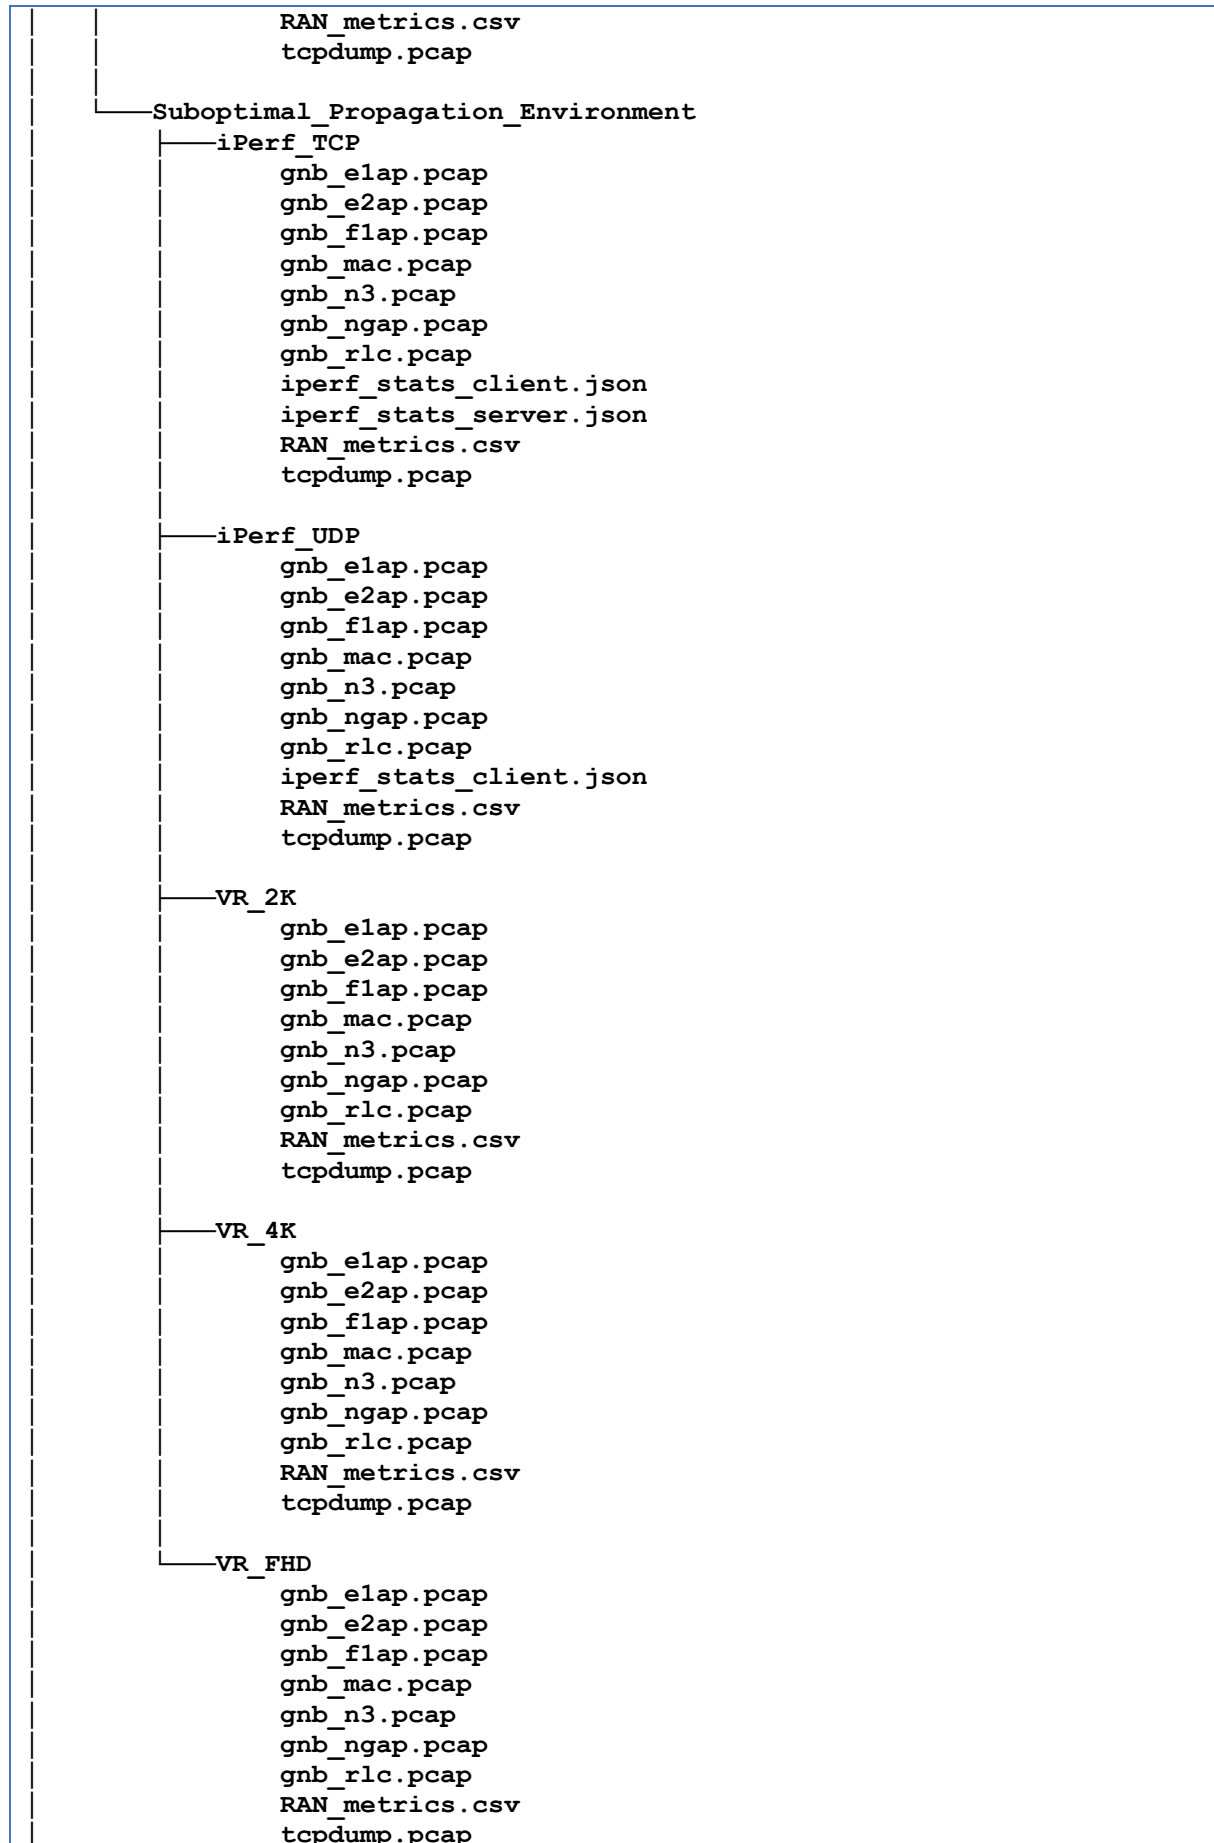 RAN_metrics.csv
tcpdump.pcap
Suboptimal_Propagation_Environment
iPerf_TCP
gnb_e1ap.pcap
gnb_e2ap.pcap
gnb_f1ap.pcap
gnb_mac.pcap
gnb_n3.pcap
gnb_ngap.pcap
gnb_rlc.pcap
iperf_stats_client.json
iperf_stats_server.json
RAN_metrics.csv
tcpdump.pcap
iPerf_UDP
gnb_e1ap.pcap
gnb_e2ap.pcap
gnb_f1ap.pcap
gnb_mac.pcap
gnb_n3.pcap
gnb_ngap.pcap
gnb_rlc.pcap
iperf_stats_client.json
RAN_metrics.csv
tcpdump.pcap
VR_2K
gnb_e1ap.pcap
gnb_e2ap.pcap
gnb_f1ap.pcap
gnb_mac.pcap
gnb_n3.pcap
gnb_ngap.pcap
gnb_rlc.pcap
RAN_metrics.csv
tcpdump.pcap
VR_4K
gnb_e1ap.pcap
gnb_e2ap.pcap
gnb_f1ap.pcap
gnb_mac.pcap
gnb_n3.pcap
gnb_ngap.pcap
gnb_rlc.pcap
RAN_metrics.csv
tcpdump.pcap
VR_FHD
gnb_e1ap.pcap
gnb_e2ap.pcap
gnb_f1ap.pcap
gnb_mac.pcap
gnb_n3.pcap
gnb_ngap.pcap
gnb_rlc.pcap
RAN_metrics.csv
tcpdump.pcap